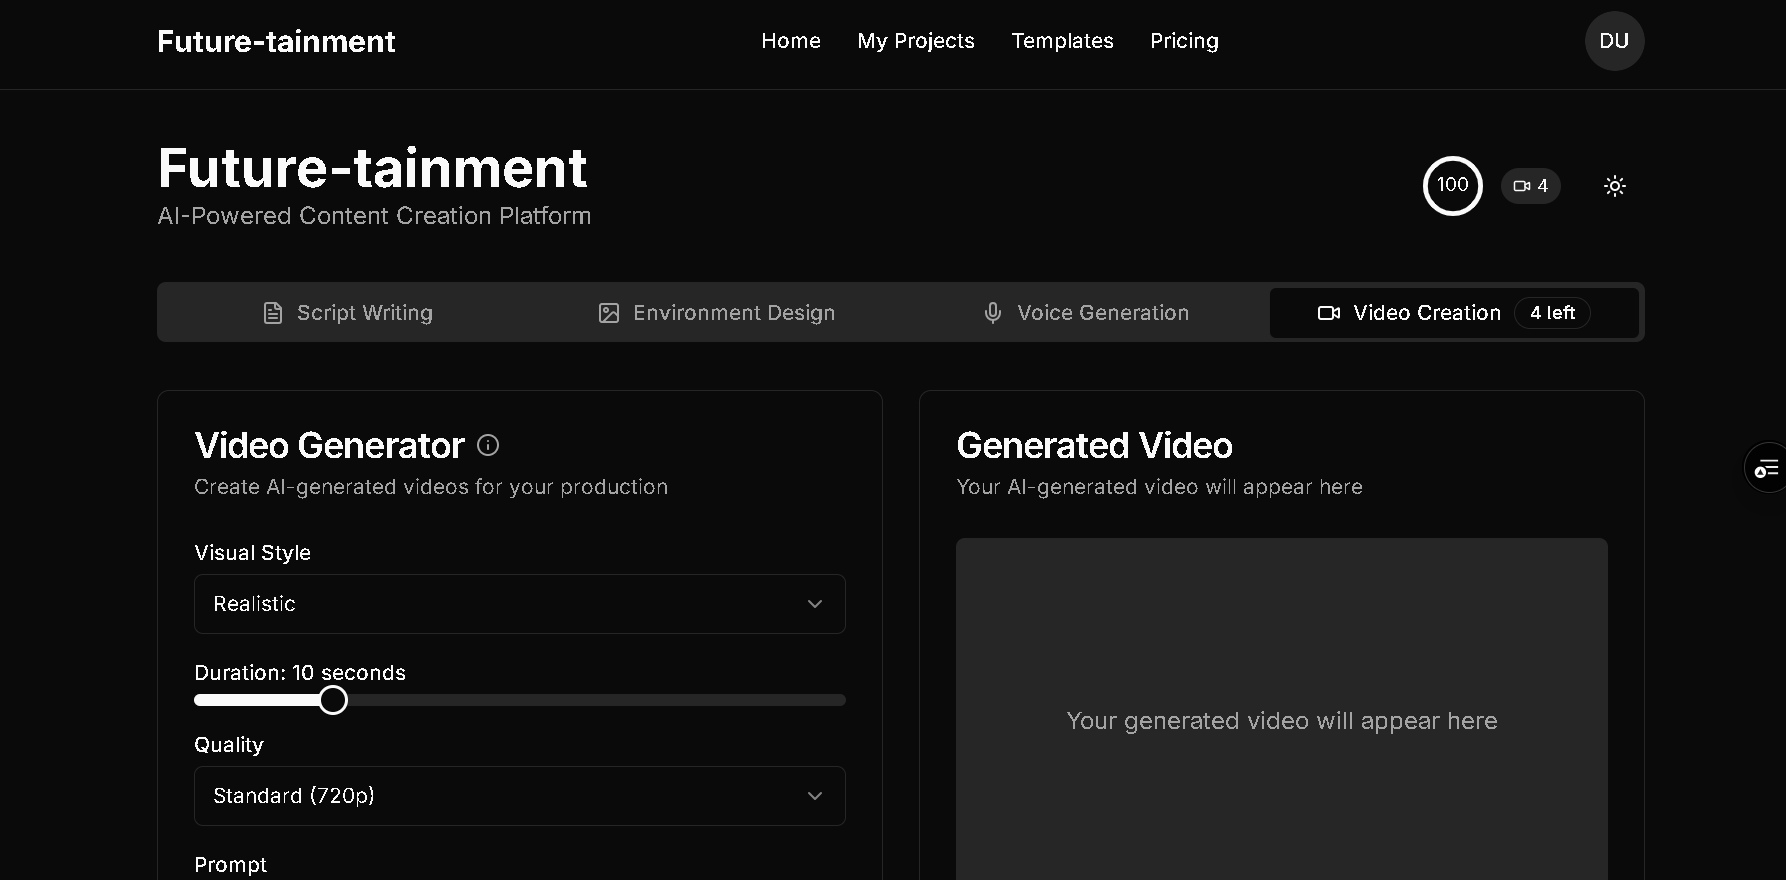 Future-tainment
Home
My Projects
Templates
Pricing
DU
Future-tainment
AI-Powered Content Creation Platform
100
4
Script Writing
Environment Design
Voice Generation
Video Creation
4 left
Video Generator
Create AI-generated videos for your production
Visual Style
Realistic
Duration: 10 seconds
Quality
Standard (720p)
Prompt
Generated Video
Your AI-generated video will appear here
Your generated video will appear here